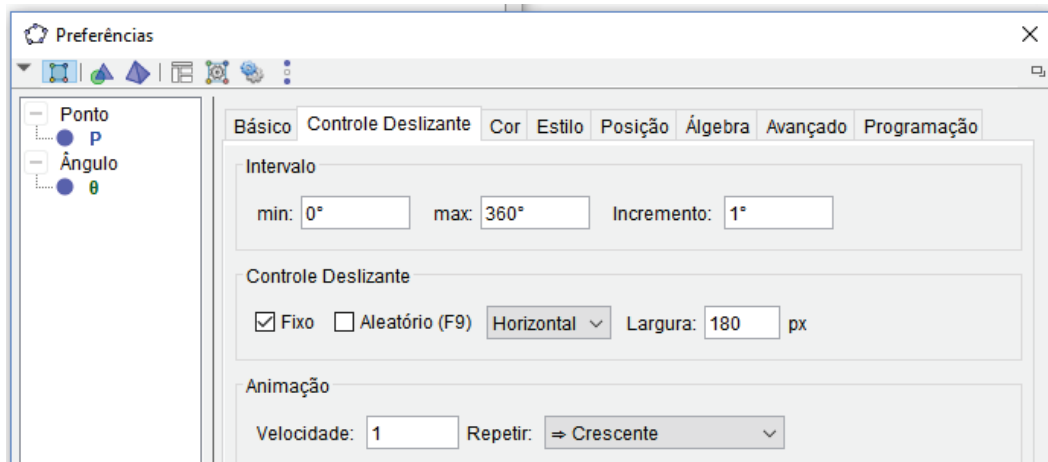 Preferências
Ponto
P
Ângulo
θ
Básico Controle Deslizante Cor Estilo Posição Álgebra Avançado Programação
Intervalo
min: 0° max: 360° Incremento: 1°
Controle Deslizante
Fixo Aleatório (F9) Horizontal Largura: 180 px
Animação
Velocidade: 1 Repetir: ⇒ Crescente